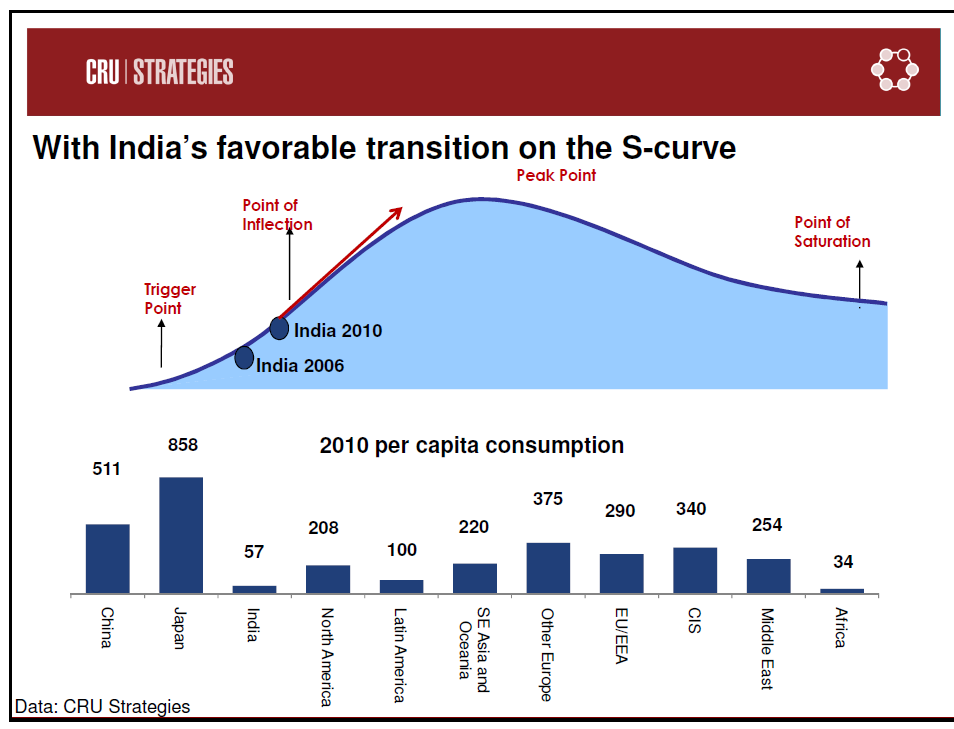 CRU | STRATEGIES
With India's favorable transition on the S-curve
Peak Point
Point of
Inflection
Point of
Saturation
Trigger
Point
India 2010
India 2006
2010 per capita consumption
511
858
57
208
100
220
375
290
340
254
34
China
Japan
India
North America
Latin America
SE Asia and
Oceania
Other Europe
EU/EEA
CIS
Middle East
Africa
Data: CRU Strategies